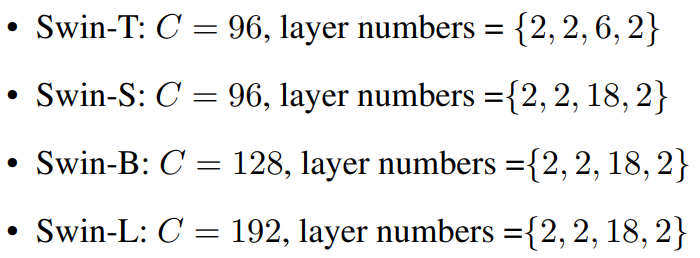 • Swin-T: C = 96, layer numbers = {2, 2, 6, 2}
• Swin-S: C = 96, layer numbers ={2, 2, 18, 2}
• Swin-B: C = 128, layer numbers ={2, 2, 18, 2}
• Swin-L: C = 192, layer numbers ={2, 2, 18, 2}